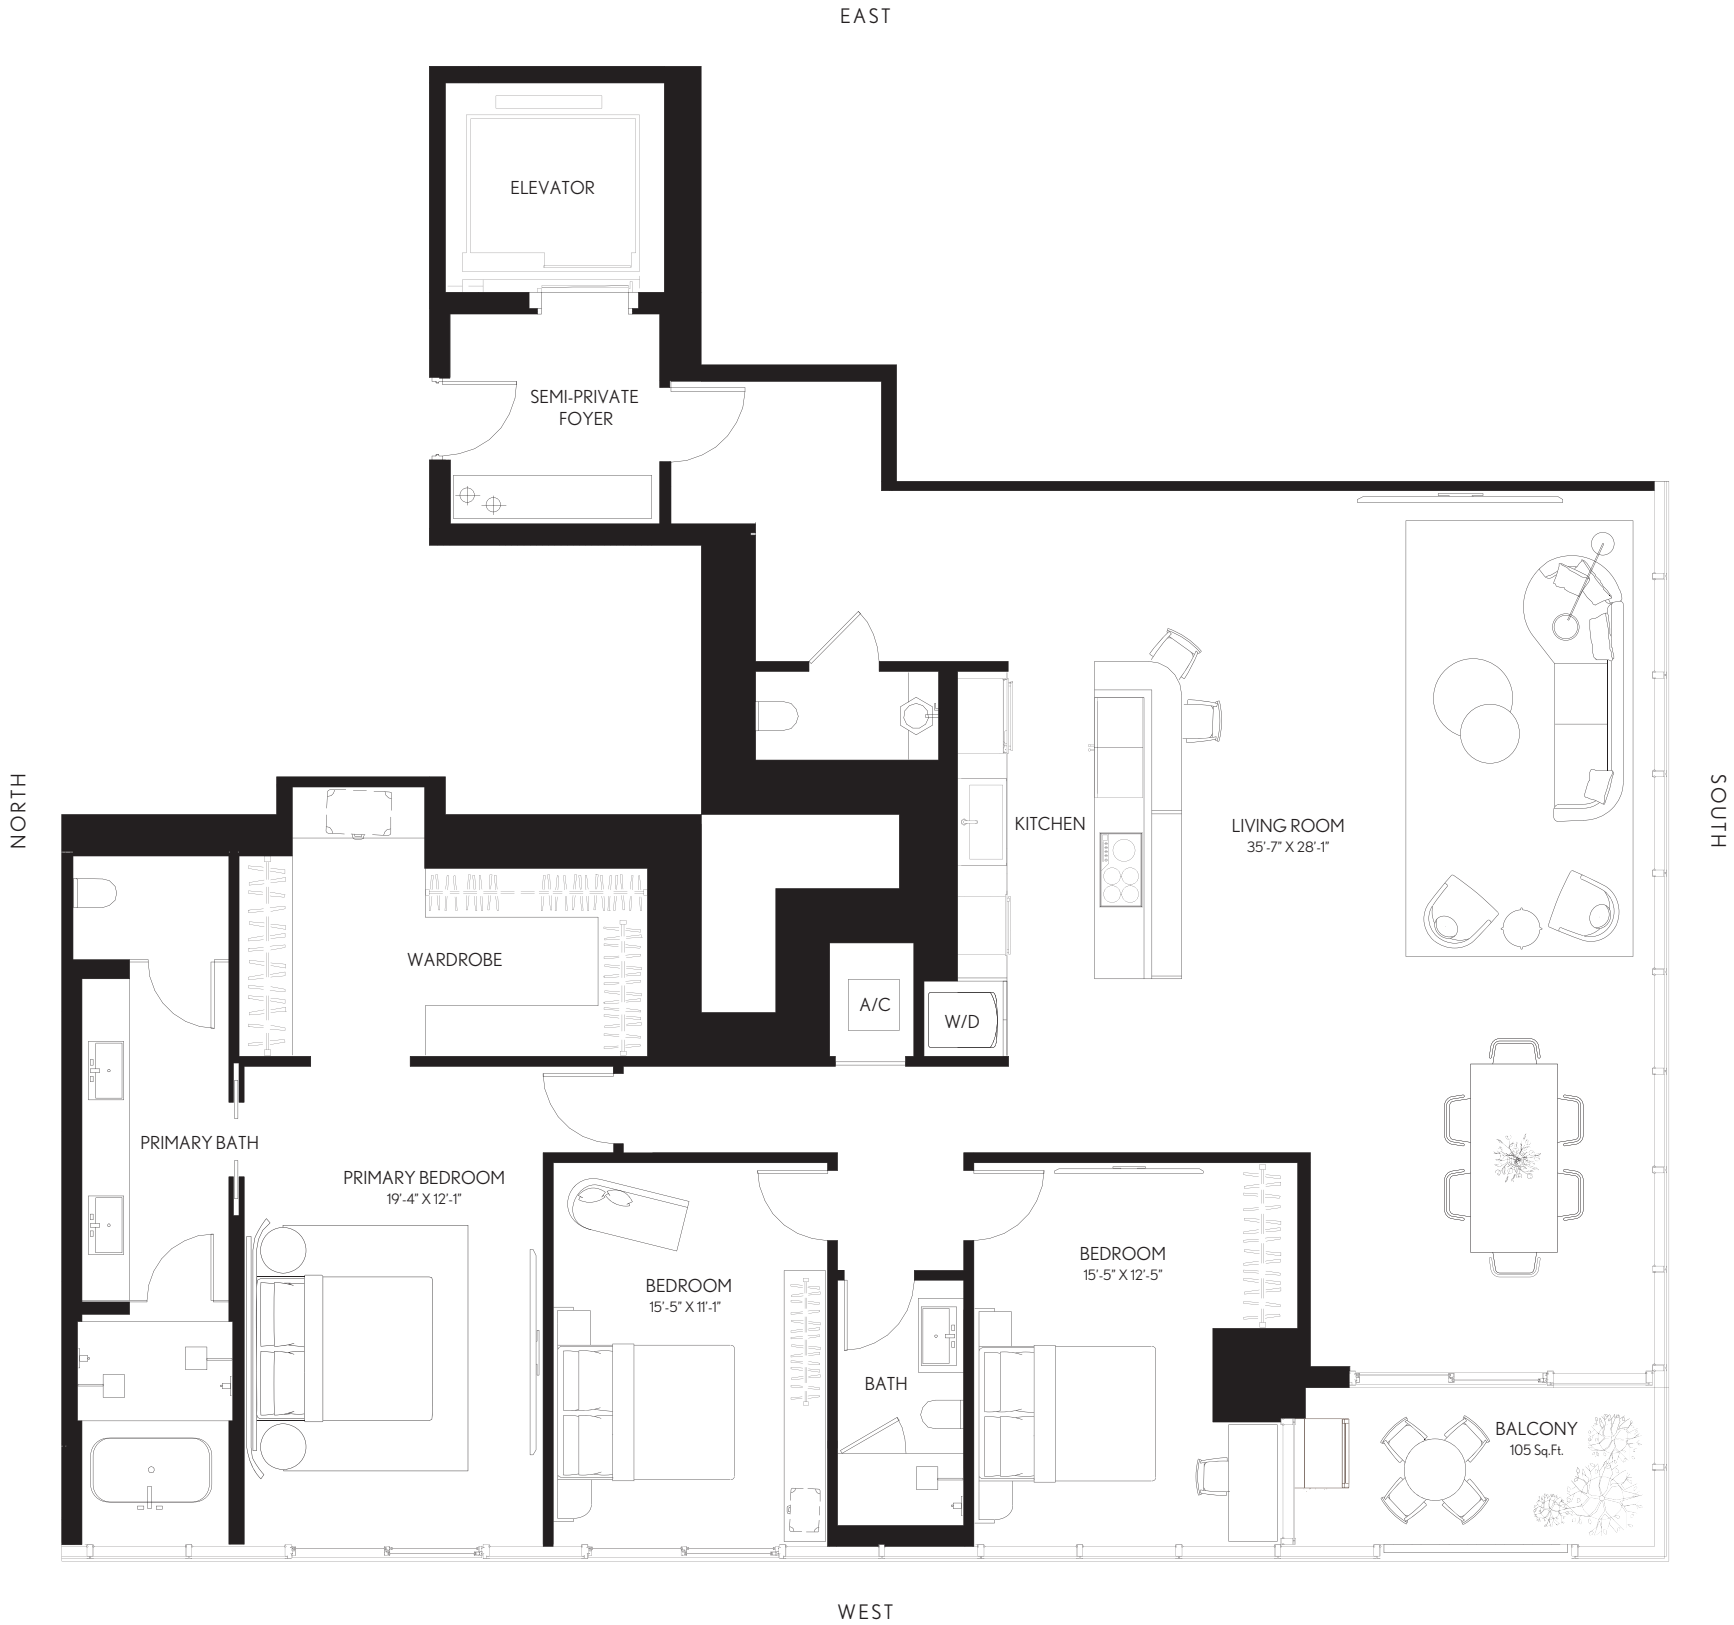 EAST
ELEVATOR
SEMI-PRIVATE
FOYER
NORTH
SOUTH
KITCHEN
LIVING ROOM
35'-7" X 28'-1"
WARDROBE
A/C
W/D
PRIMARY BATH
PRIMARY BEDROOM
19'-4" X 12'-1"
BEDROOM
15'-5" X 11'-1"
BEDROOM
15'-5" X 12'-5"
BATH
BALCONY
105 Sq.Ft.
WEST